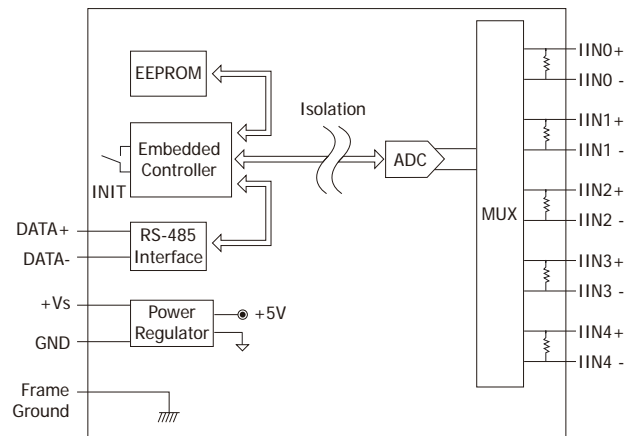 EEPROM
Isolation
Embedded
Controller
INIT
ADC
MUX
DATA+
DATA-
RS-485
Interface
+Vs
GND
Power
Regulator
+5V
Frame
Ground
IIN0+
IIN0 -
IIN1+
IIN1 -
IIN2+
IIN2 -
IIN3+
IIN3 -
IIN4+
IIN4 -